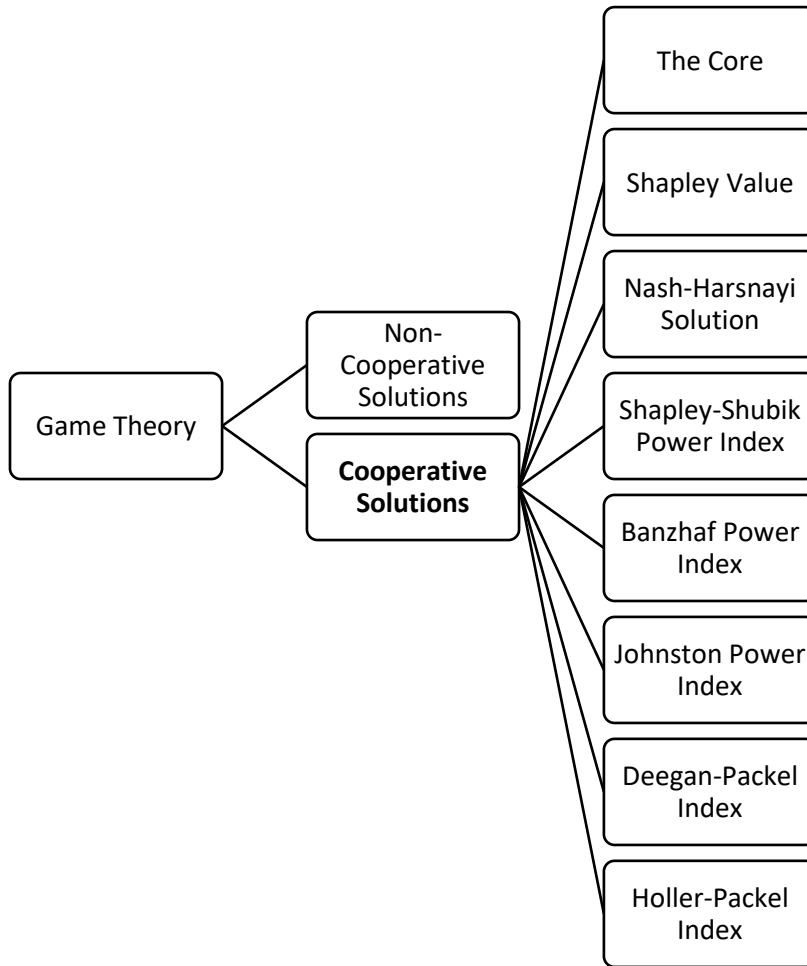 The Core
Shapley Value
Nash-Harsnayi
Solution
Non-
Cooperative
Solutions
Game Theory
Shapley-Shubik
Power Index
Cooperative
Solutions
Banzhaf Power
Index
Johnston Power
Index
Deegan-Packel
Index
Holler-Packel
Index